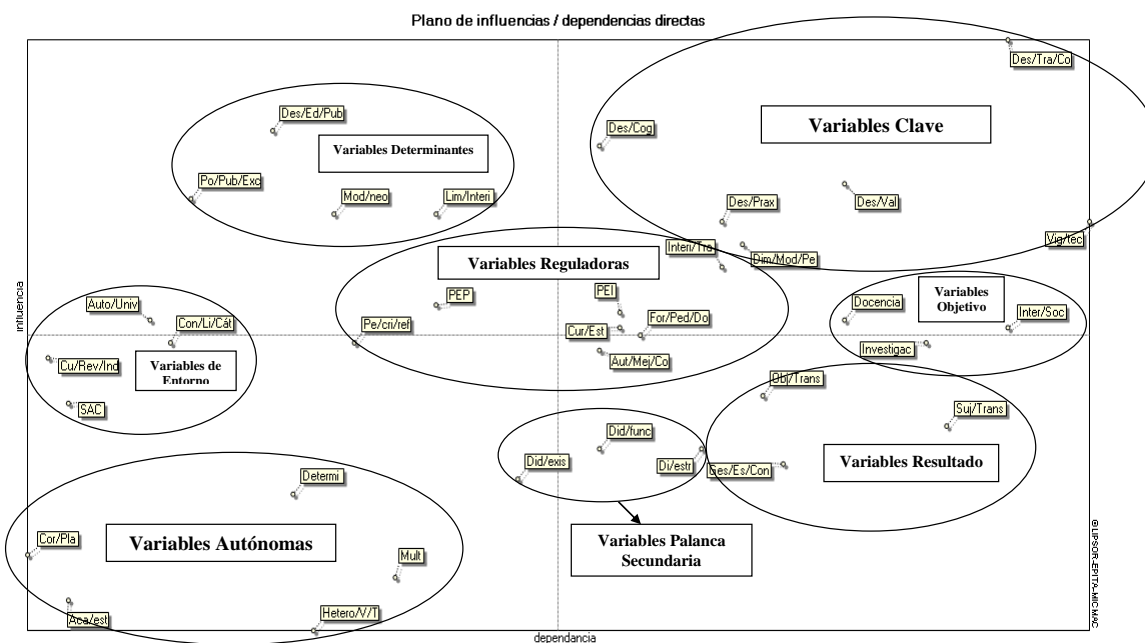 Plano de influencias / dependencias directas
Des/Tra/Co
Des/Ed/Pub
Variables Clave
Des/Cog
Variables Determinantes
Po/Pub/Exc
Mod/neo
Lim/Interi
Des/Prax
Des/Val
Vig/tec
Interi/Tra
Dim/Mod/Pe
Variables Reguladoras
PEP
PEI
Variables
Objetivo
Docencia
Inter/Soc
Auto/Univ
Con/Li/Cát
For/Ped/Do
Pe/cri/ref
Cur/Est
Investigac
Cu/Rev/Ind
Variables de
Entorno
Aut/Mej/Co
SAC
Obj/Trans
Suj/Trans
Did/func
Did/exis
Di/estr
Ges/Es/Con
Variables Resultado
Determi
Cor/Pla
Variables Autónomas
Mult
Variables Palanca
Secundaria
Aca/est
Hetero/V/T
influencia
dependancia
© LIPSOR-EPITA-MICMAC